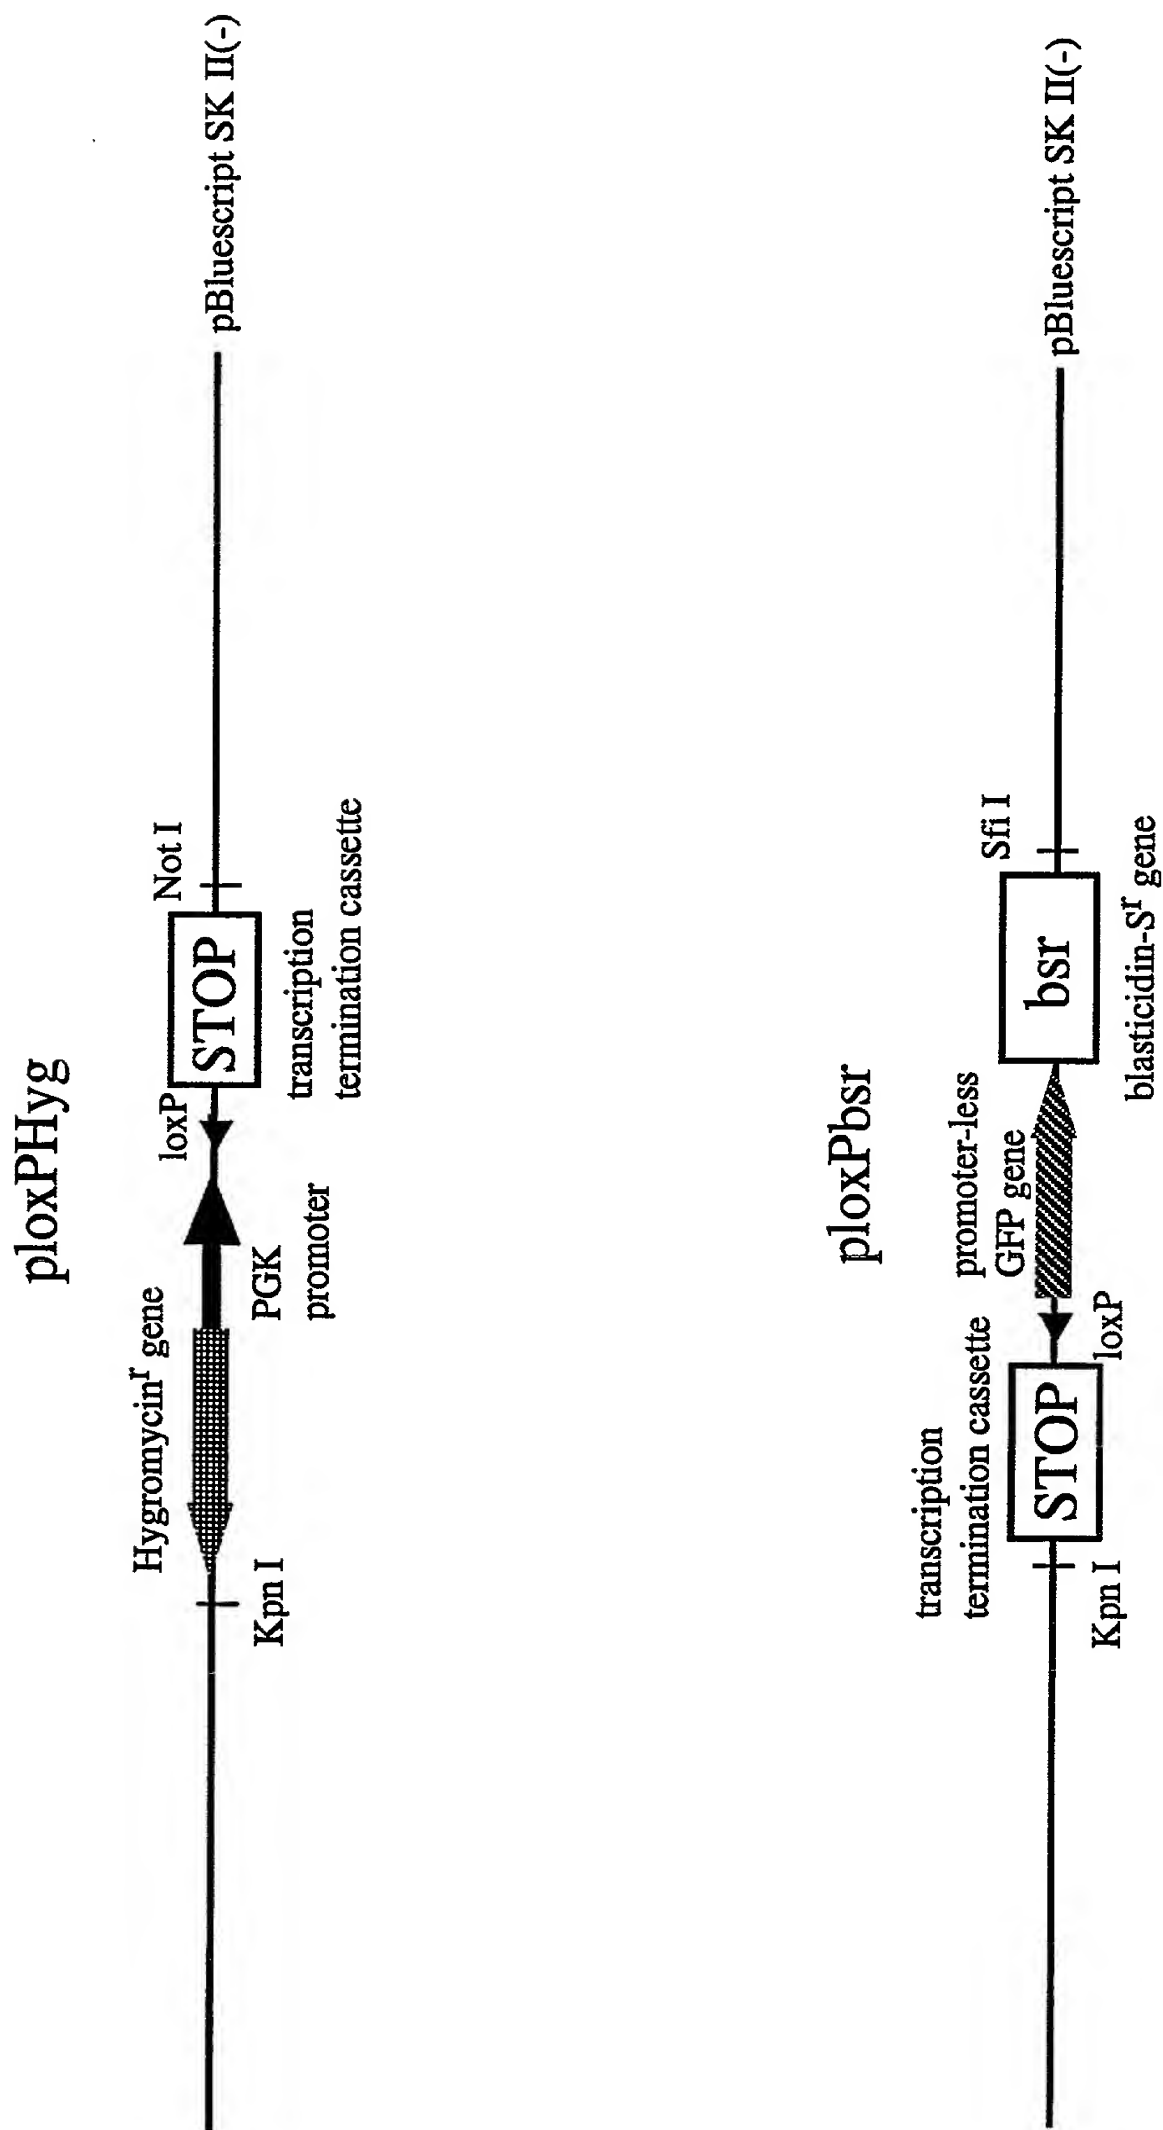 ploxPHyg
Hygromycinʳ gene
loxP
Not I
STOP
pBluescript SK II(-)
Kpn I
PGK
promoter
transcription
termination cassette
ploxPbsr
transcription
termination cassette
promoter-less
GFP gene
Sfi I
STOP
bsr
pBluescript SK II(-)
Kpn I
loxP
blasticidin-Sʳ gene